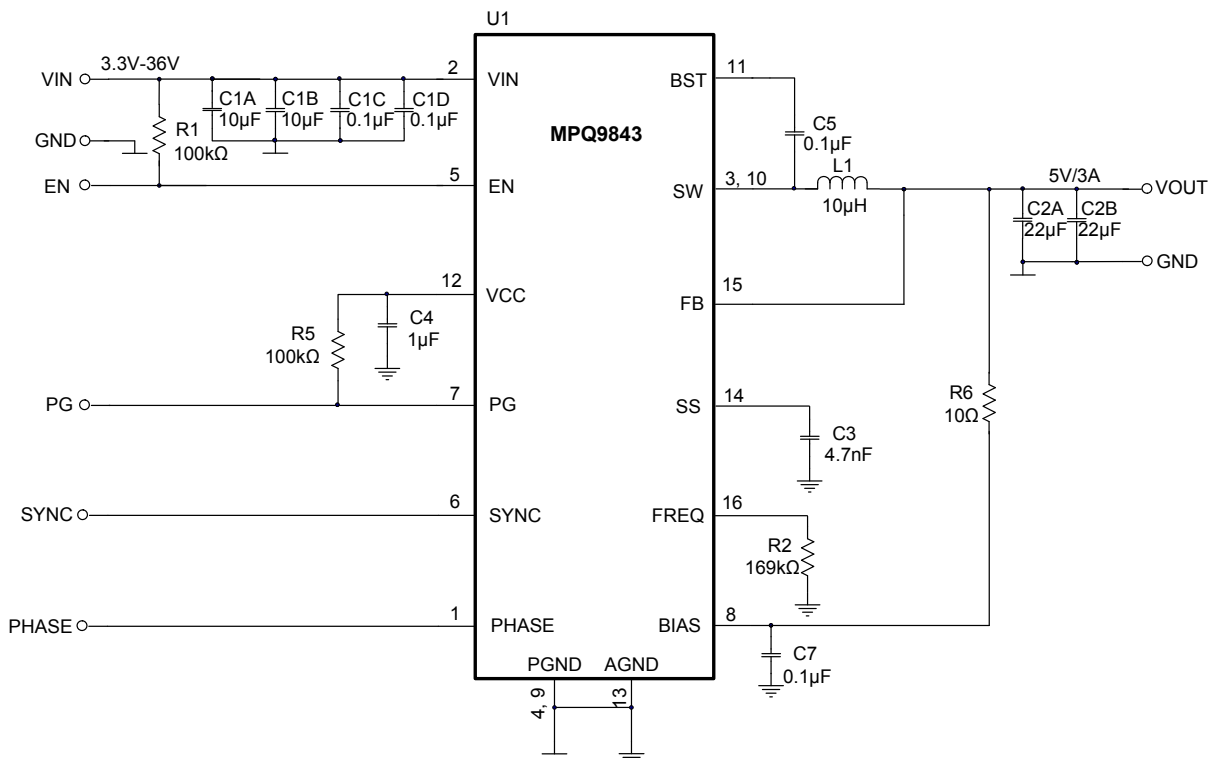 U1
MPQ9843
VIN
3.3V-36V
2
VIN
C1A
10µF
C1B
10µF
C1C
0.1µF
C1D
0.1µF
R1
100kΩ
GND
EN
5
EN
12
VCC
C4
1µF
R5
100kΩ
PG
7
PG
SYNC
6
SYNC
PHASE
1
PHASE
PGND
AGND
4, 9
13
BST
11
C5
0.1µF
L1
10µH
SW
3, 10
5V/3A
VOUT
C2A
22µF
C2B
22µF
GND
FB
15
SS
14
C3
4.7nF
R6
10Ω
FREQ
16
R2
169kΩ
BIAS
8
C7
0.1µF